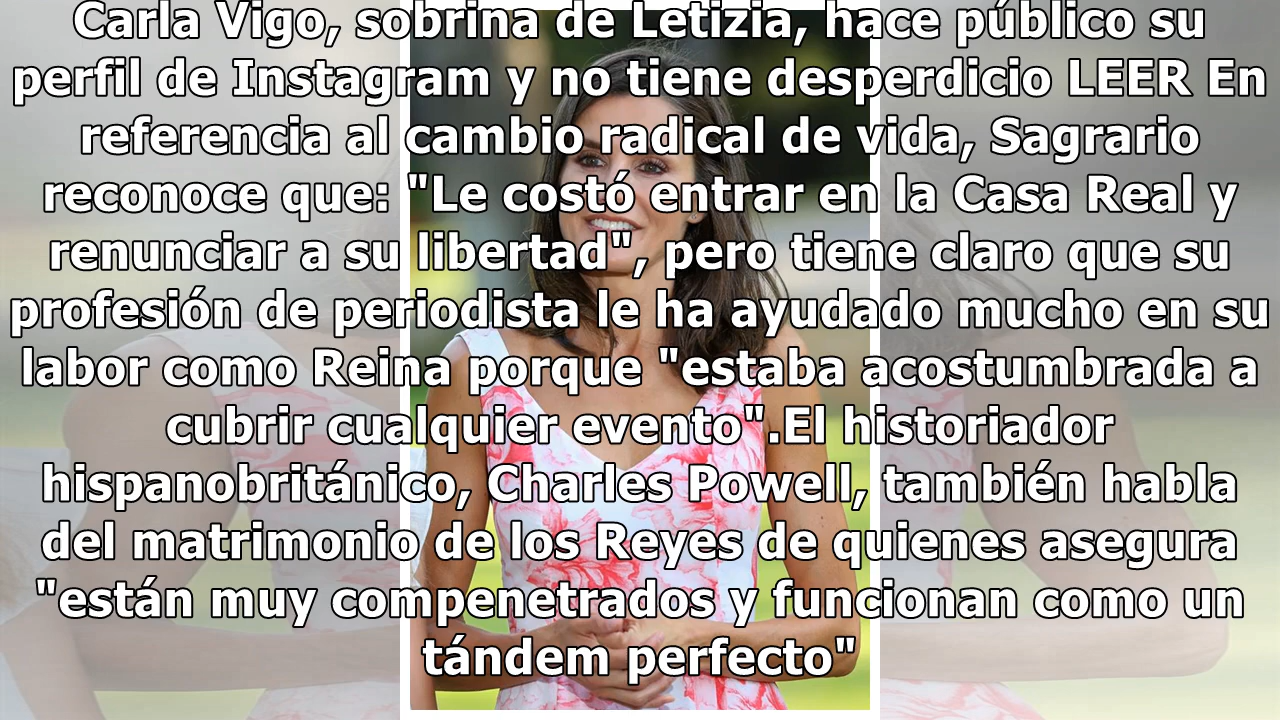 Carla Vigo, sobrina de Letizia, hace público su
perfil de Instagram y no tiene desperdicio LEER En
referencia al cambio radical de vida, Sagrario
reconoce que: "Le costó entrar en la Casa Real y
renunciar a su libertad", pero tiene claro que su
profesión de periodista le ha ayudado mucho en su
labor como Reina porque "estaba acostumbrada a
cubrir cualquier evento".El historiador
hispanobritánico, Charles Powell, también habla
del matrimonio de los Reyes de quienes asegura
"están muy compenetrados y funcionan como un
tándem perfecto"